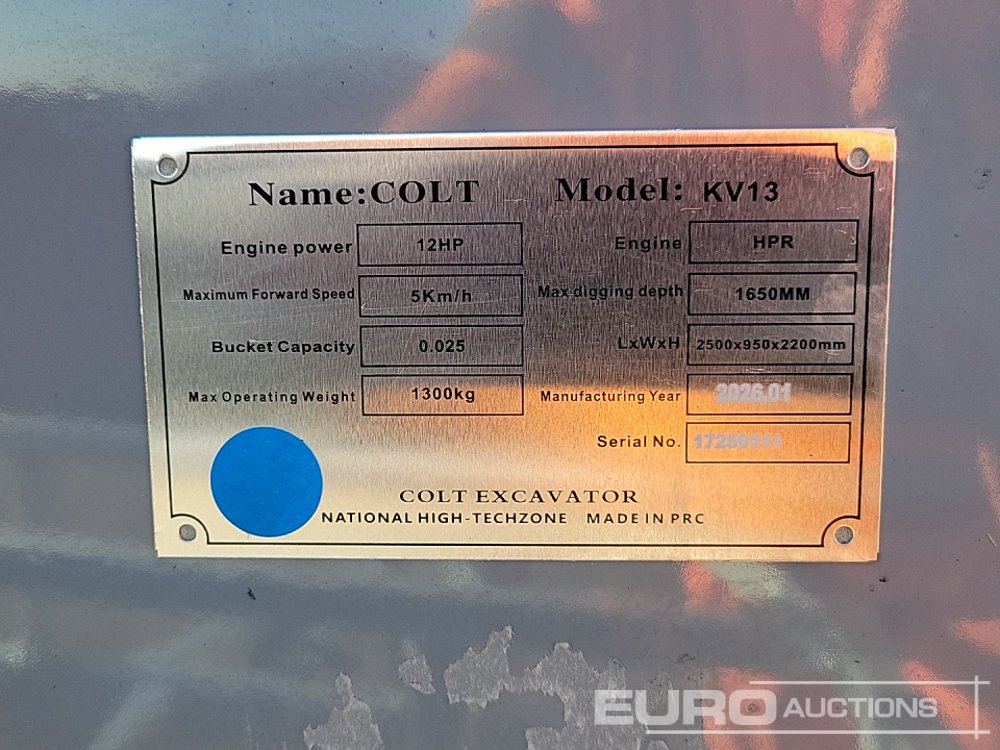 Name:COLT Model: KV13
Engine power 12HP Engine HPR
Maximum Forward Speed 5Km/h Max digging depth 1650MM
Bucket Capacity 0.025 LxWxH 2500x950x2200mm
Max Operating Weight 1300kg Manufacturing Year 2026.01
Serial No.
COLT EXCAVATOR
NATIONAL HIGH-TECHZONE MADE IN PRC
EURO AUCTIONS